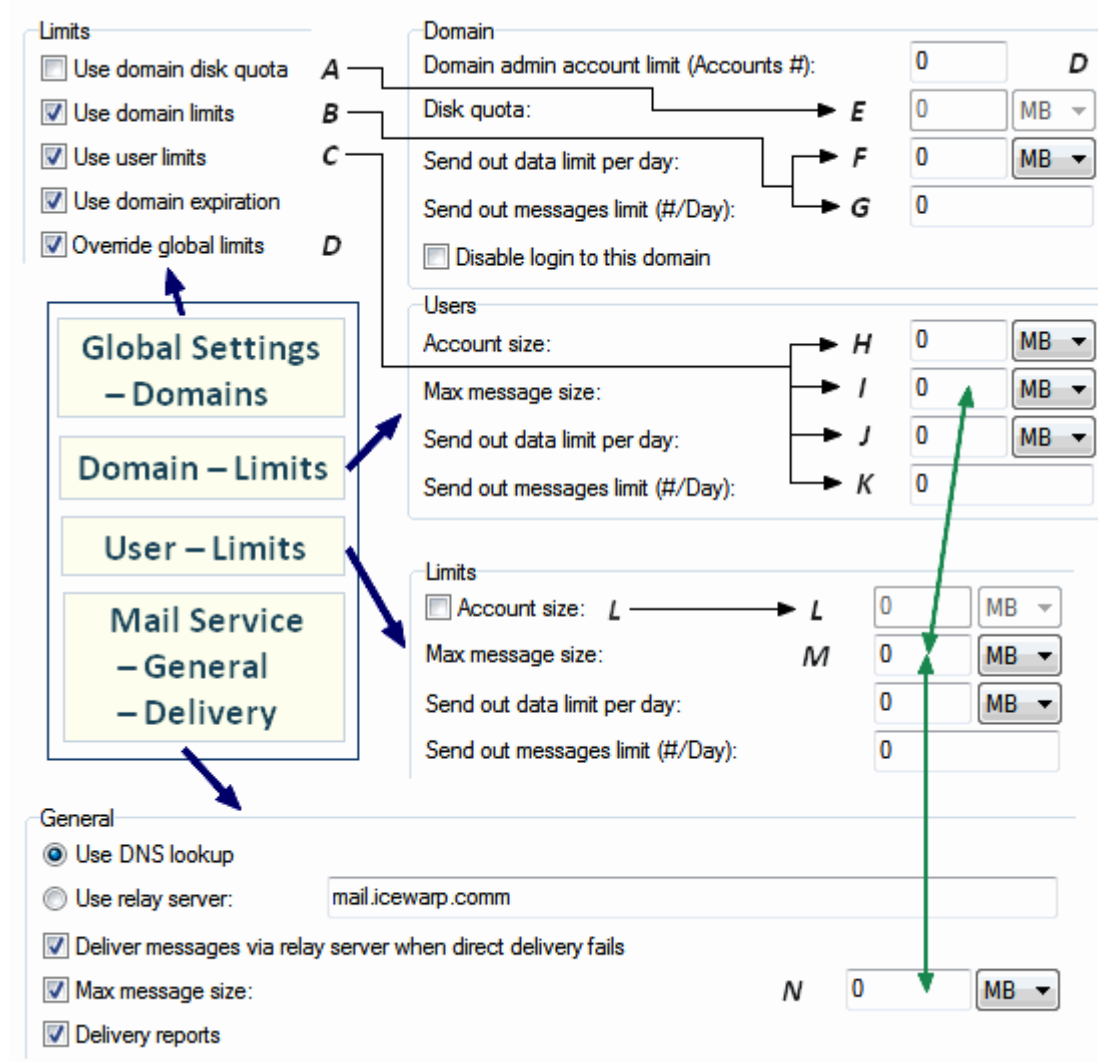 Limits
Use domain disk quota A
Use domain limits B
Use user limits C
Use domain expiration
Override global limits D
Domain
Domain admin account limit (Accounts #): 0 D
Disk quota: E 0 MB
Send out data limit per day: F 0 MB
Send out messages limit (#/Day): G 0
Disable login to this domain
Global Settings
– Domains
Domain – Limits
User – Limits
Mail Service
– General
– Delivery
Users
Account size: H 0 MB
Max message size: I 0 MB
Send out data limit per day: J 0 MB
Send out messages limit (#/Day): K 0
Limits
Account size: L L 0 MB
Max message size: M 0 MB
Send out data limit per day: 0 MB
Send out messages limit (#/Day): 0
General
Use DNS lookup
Use relay server: mail.icewarp.comm
Deliver messages via relay server when direct delivery fails
Max message size: N 0 MB
Delivery reports